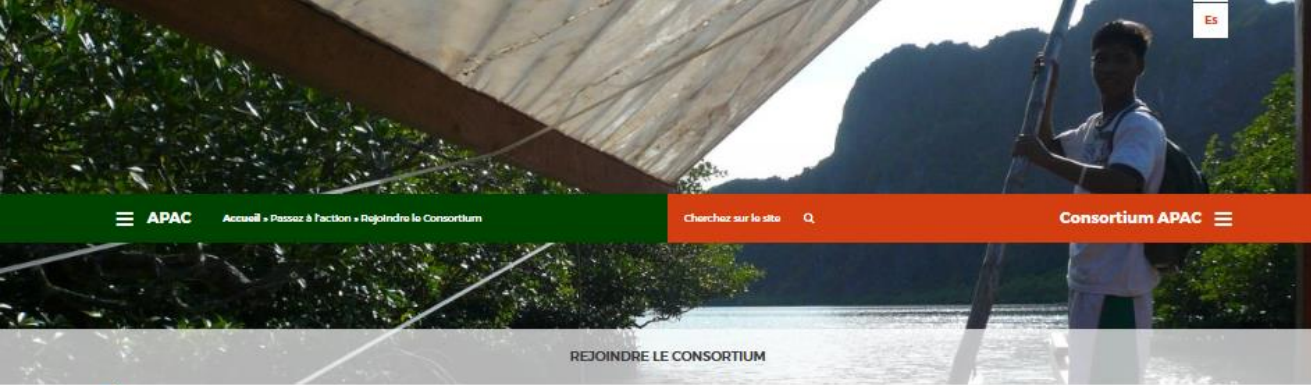 Es
APAC
Accueil » Passez à l'action » Rejoindre le Consortium
Cherchez sur le site
Consortium APAC
REJOINDRE LE CONSORTIUM